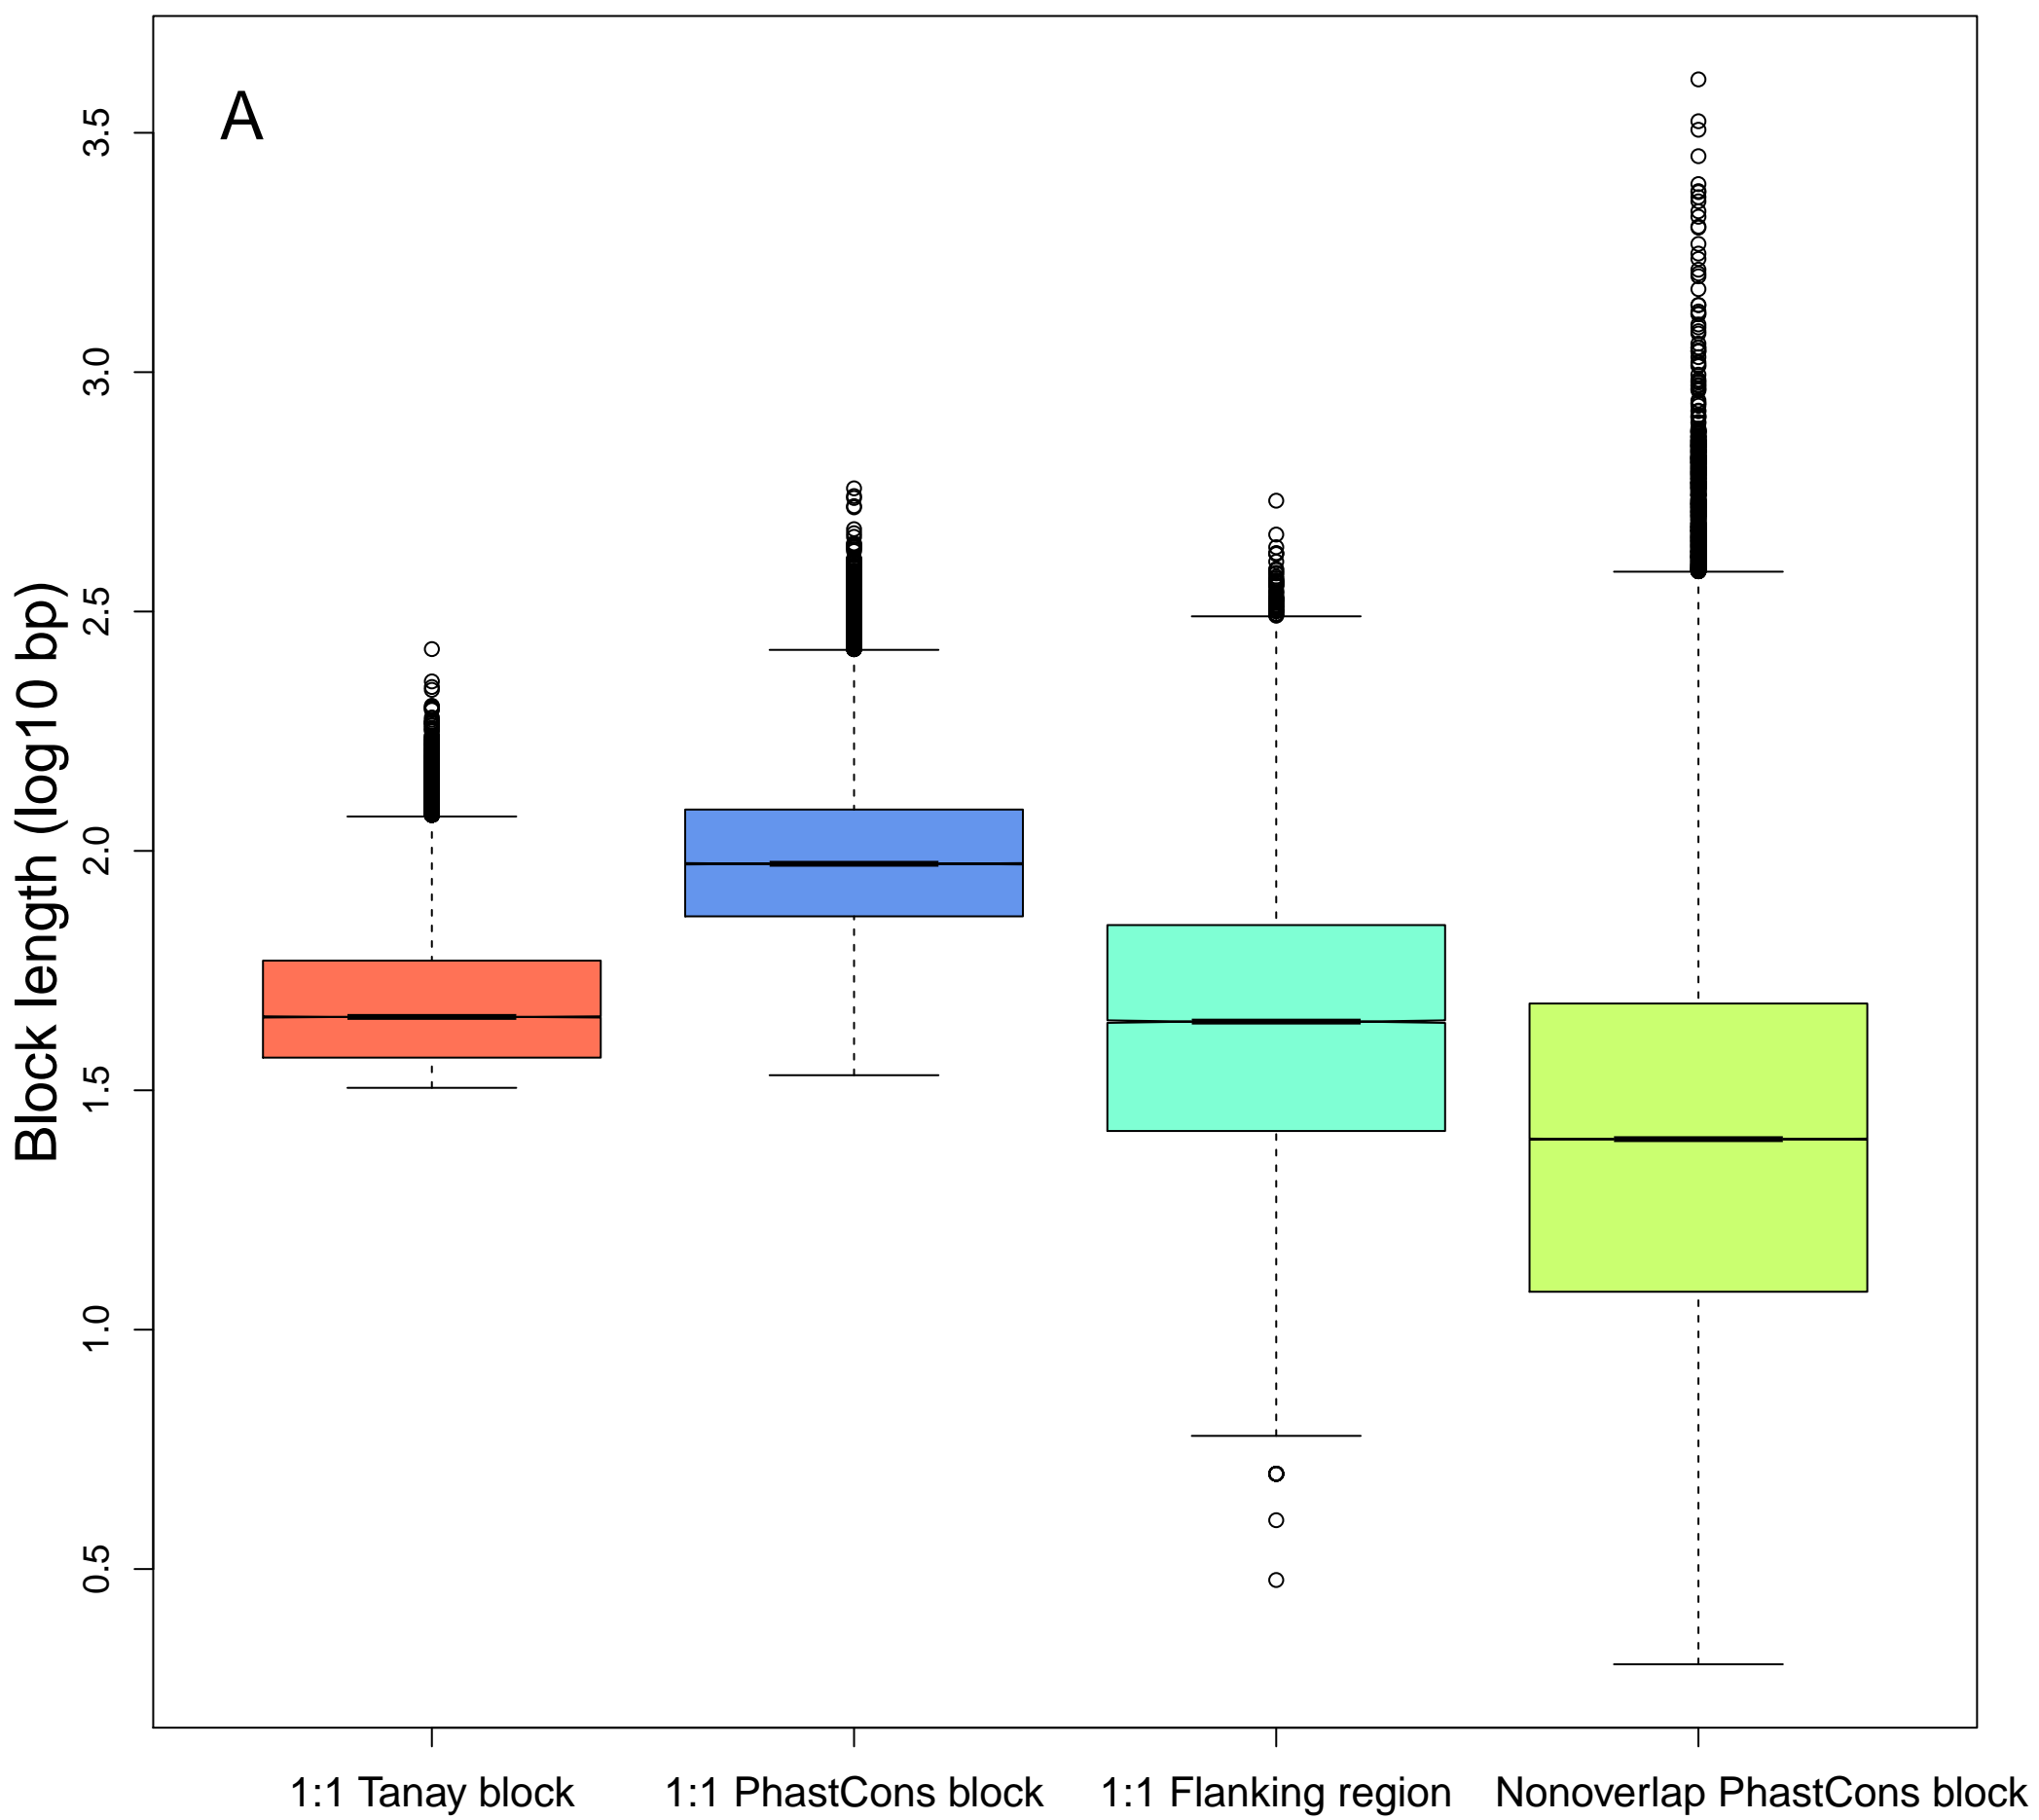 A
Block length (log10 bp)
3.5
3.0
2.5
2.0
1.5
1.0
0.5
1:1 Tanay block
1:1 PhastCons block
1:1 Flanking region
Nonoverlap PhastCons block